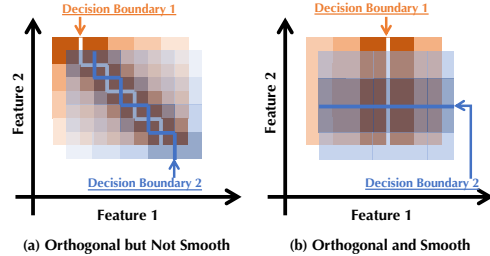 Decision Boundary 1
Feature 2
Decision Boundary 2
Feature 1
(a) Orthogonal but Not Smooth
Decision Boundary 1
Feature 2
Decision Boundary 2
Feature 1
(b) Orthogonal and Smooth